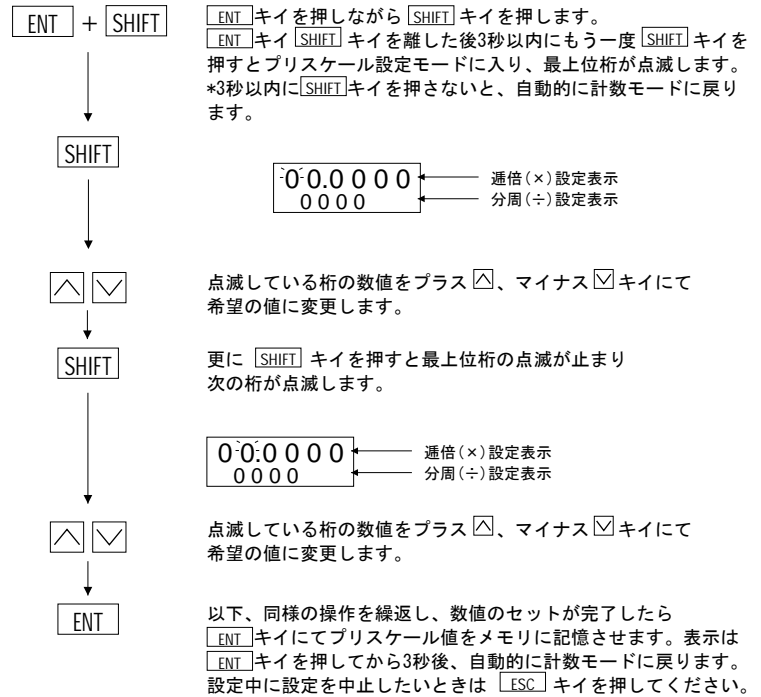 ENT + SHIFT
ENT キイを押しながら SHIFT キイを押します。
ENT キイ SHIFT キイを離した後3秒以内にもう一度 SHIFT キイを
押すとプリスケール設定モードに入り、最上位桁が点滅します。
*3秒以内に SHIFT キイを押さないと、自動的に計数モードに戻り
ます。
SHIFT
00.0000 逓倍(×)設定表示
0000 分周(÷)設定表示
点滅している桁の数値をプラス ∧、マイナス ∨ キイにて
希望の値に変更します。
SHIFT
更に SHIFT キイを押すと最上位桁の点滅が止まり
次の桁が点滅します。
00.0000 逓倍(×)設定表示
0000 分周(÷)設定表示
点滅している桁の数値をプラス ∧、マイナス ∨ キイにて
希望の値に変更します。
ENT
以下、同様の操作を繰返し、数値のセットが完了したら
ENT キイにてプリスケール値をメモリに記憶させます。表示は
ENT キイを押してから3秒後、自動的に計数モードに戻ります。
設定中に設定を中止したいときは ESC キイを押してください。